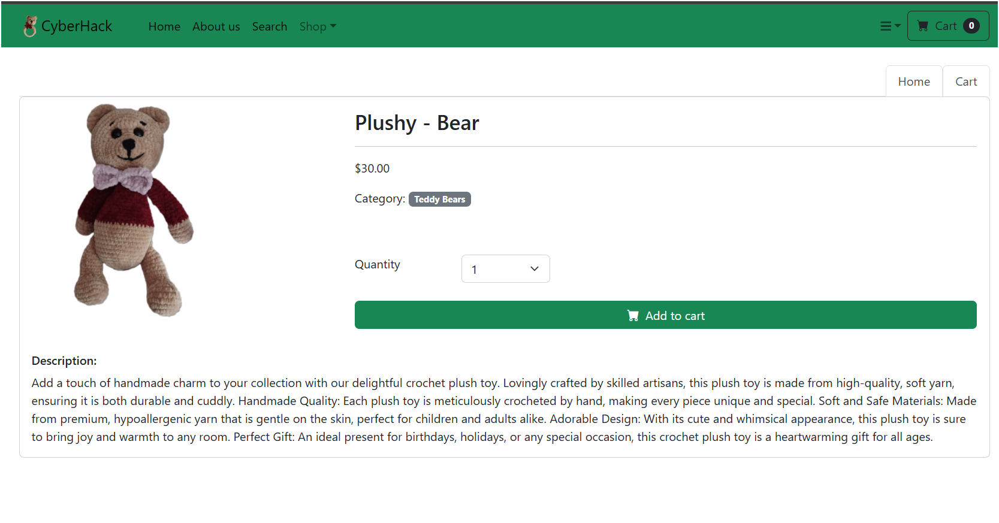 CyberHack Home About us Search Shop Cart 0
Home Cart
Plushy - Bear
$30.00
Category: Teddy Bears
Quantity 1
Add to cart
Description:
Add a touch of handmade charm to your collection with our delightful crochet plush toy. Lovingly crafted by skilled artisans, this plush toy is made from high-quality, soft yarn,
ensuring it is both durable and cuddly. Handmade Quality: Each plush toy is meticulously crocheted by hand, making every piece unique and special. Soft and Safe Materials: Made
from premium, hypoallergenic yarn that is gentle on the skin, perfect for children and adults alike. Adorable Design: With its cute and whimsical appearance, this plush toy is sure
to bring joy and warmth to any room. Perfect Gift: An ideal present for birthdays, holidays, or any special occasion, this crochet plush toy is a heartwarming gift for all ages.